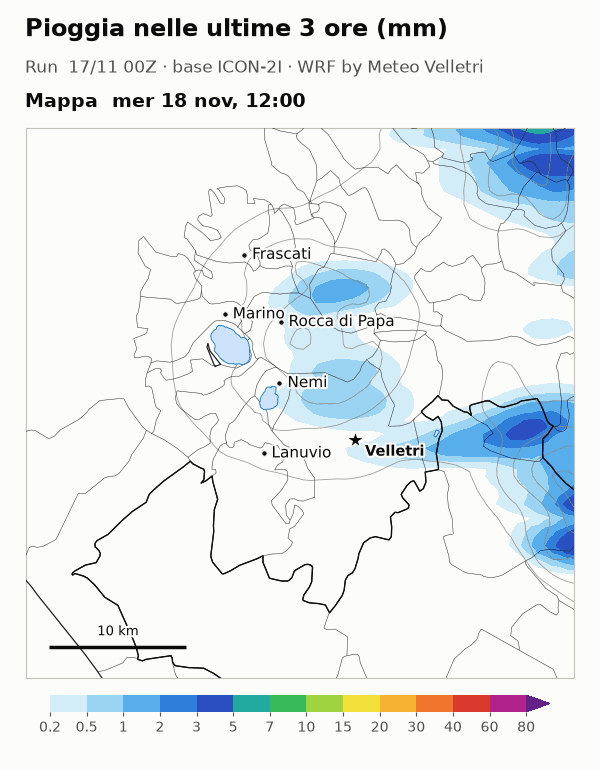 Pioggia nelle ultime 3 ore (mm)
Run  17/11 00Z · base ICON-2I · WRF by Meteo Velletri
Mappa  mer 18 nov, 12:00
Frascati
Marino
Rocca di Papa
Nemi
Velletri
Lanuvio
10 km
0.2 0.5 1 2 3 5 7 10 15 20 30 40 60 80